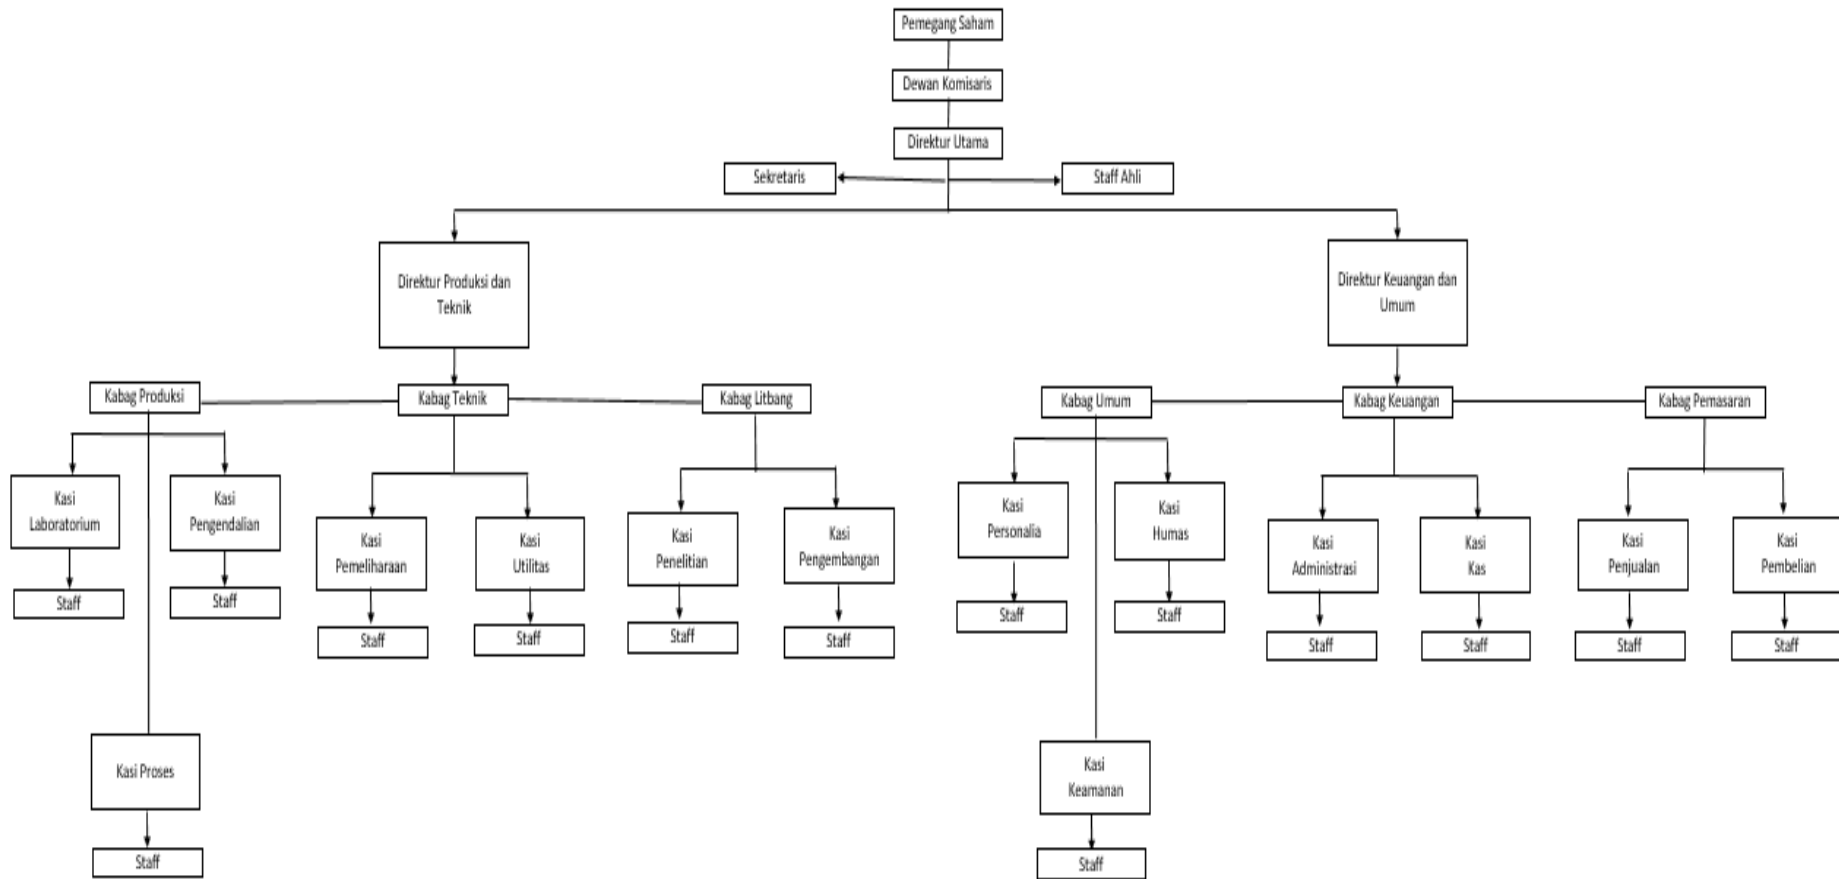 Pemegang Saham
Dewan Komisaris
Direktur Utama
Sekretaris
Staff Ahli
Direktur Produksi dan
Teknik
Direktur Keuangan dan
Umum
Kabag Produksi
Kabag Teknik
Kabag Litbang
Kabag Umum
Kabag Keuangan
Kabag Pemasaran
Kasi
Laboratorium
Kasi
Pengendalian
Kasi
Pemeliharaan
Kasi
Utilitas
Kasi
Penelitian
Kasi
Pengembangan
Kasi
Personalia
Kasi
Humas
Kasi
Administrasi
Kasi
Kas
Kasi
Penjualan
Kasi
Pembelian
Staff
Staff
Staff
Staff
Staff
Staff
Staff
Staff
Staff
Staff
Staff
Staff
Kasi Proses
Kasi
Keamanan
Staff
Staff